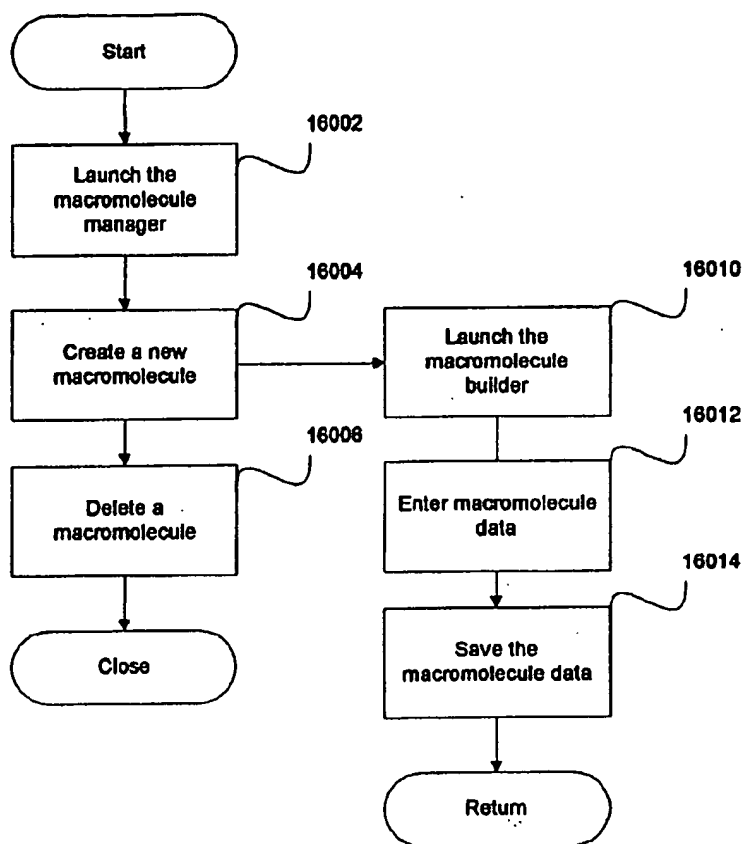 Start
16002
Launch the
macromolecule
manager
16004
Create a new
macromolecule
16006
Delete a
macromolecule
Close
16010
Launch the
macromolecule
builder
16012
Enter macromolecule
data
16014
Save the
macromolecule data
Return